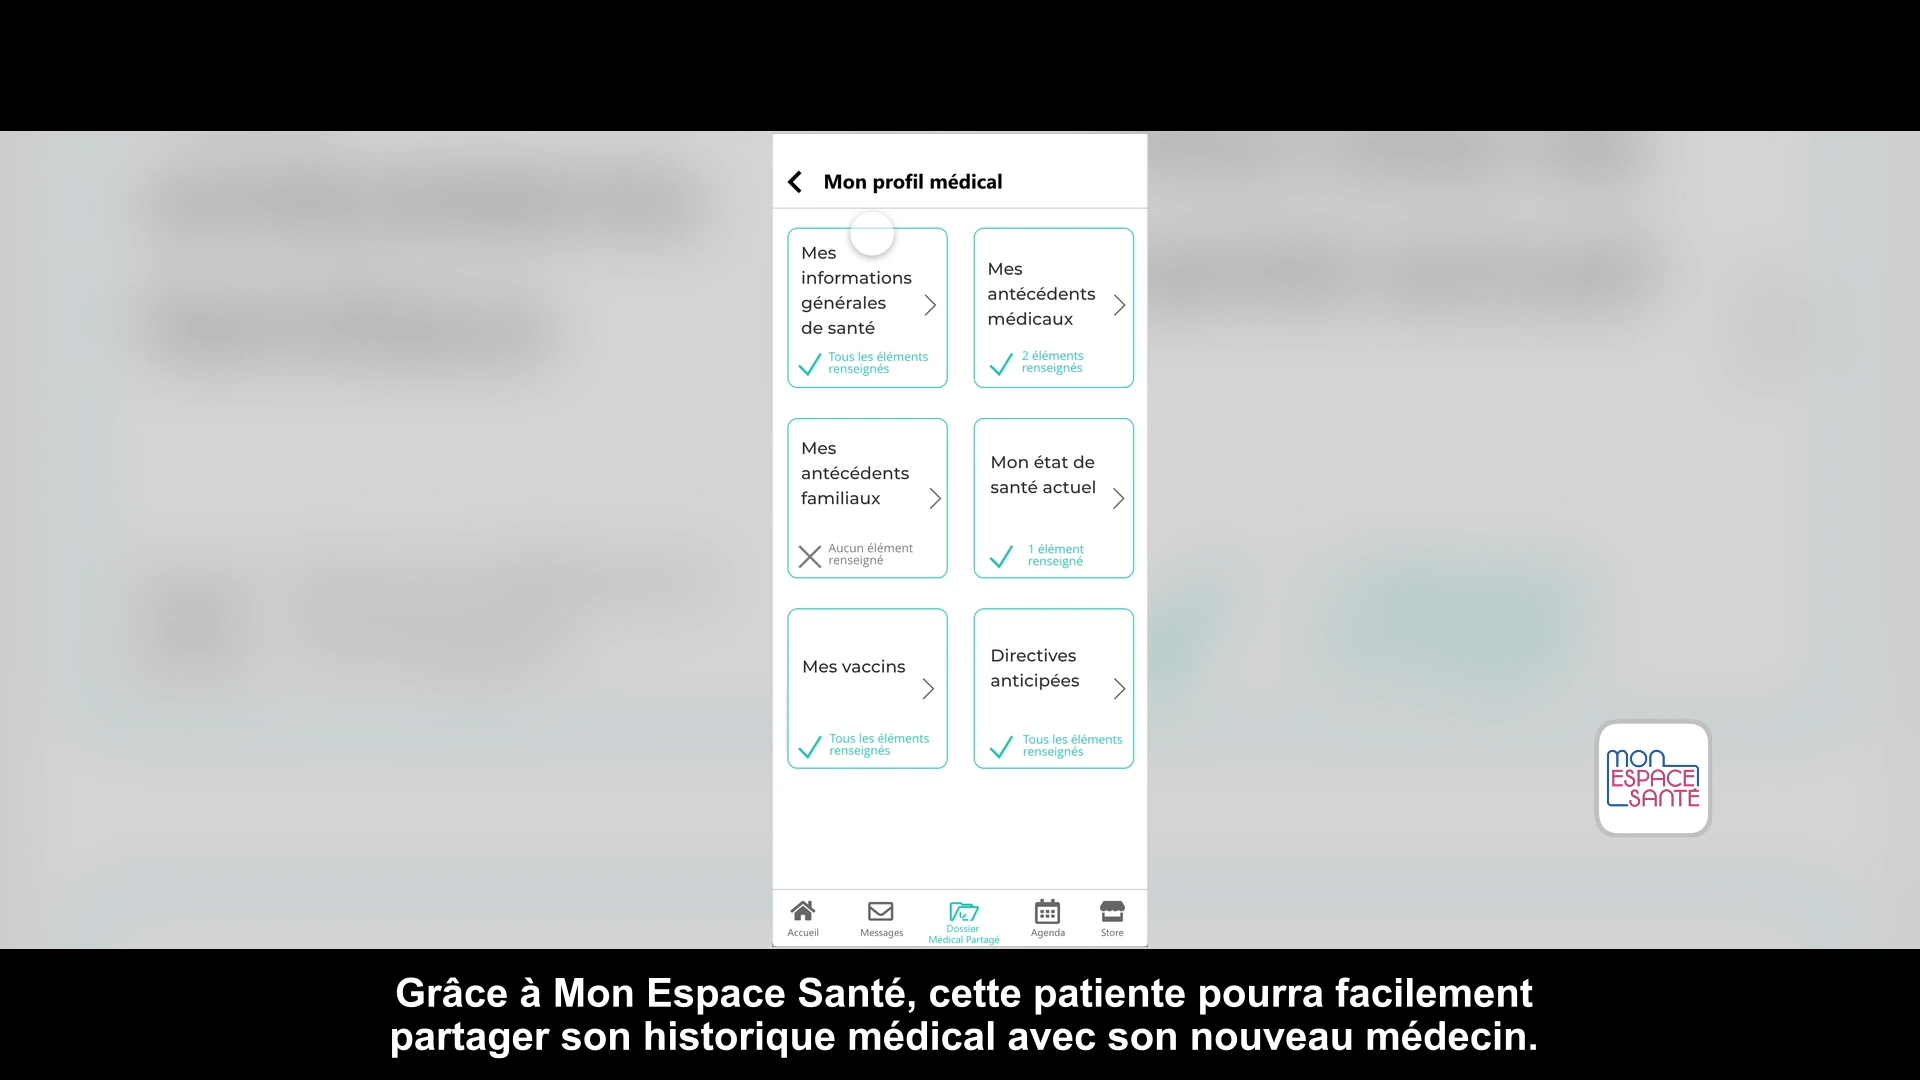 Mon profil médical
Mes
informations
générales
de santé
Tous les éléments
renseignés
Mes
antécédents
médicaux
2 éléments
renseignés
Mes
antécédents
familiaux
Aucun élément
renseigné
Mon état de
santé actuel
1 élément
renseigné
Mes vaccins
Tous les éléments
renseignés
Directives
anticipées
Tous les éléments
renseignés
mon
ESPACE
SANTÉ
Accueil
Messages
Dossier
Médical Partagé
Agenda
Store
Grâce à Mon Espace Santé, cette patiente pourra facilement
partager son historique médical avec son nouveau médecin.